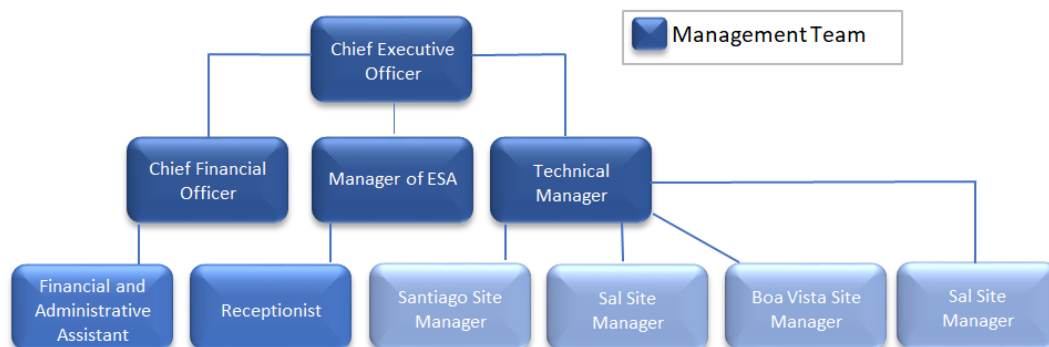 Chief Executive
Officer
Management Team
Chief Financial
Officer
Manager of ESA
Technical
Manager
Financial and
Administrative
Assistant
Receptionist
Santiago Site
Manager
Sal Site
Manager
Boa Vista Site
Manager
Sal Site
Manager